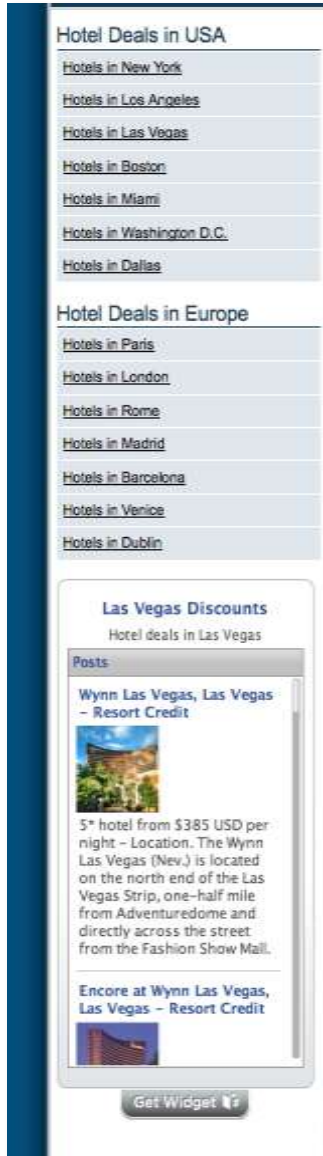 Hotel Deals in USA
Hotels in New York
Hotels in Los Angeles
Hotels in Las Vegas
Hotels in Boston
Hotels in Miami
Hotels in Washington D.C.
Hotels in Dallas
Hotel Deals in Europe
Hotels in Paris
Hotels in London
Hotels in Rome
Hotels in Madrid
Hotels in Barcelona
Hotels in Venice
Hotels in Dublin
Las Vegas Discounts
Hotel deals in Las Vegas
Posts
Wynn Las Vegas, Las Vegas
- Resort Credit
5* hotel from $385 USD per
night - Location. The Wynn
Las Vegas (Nev.) is located
on the north end of the Las
Vegas Strip, one-half mile
from Adventuredome and
directly across the street
from the Fashion Show Mall.
Encore at Wynn Las Vegas,
Las Vegas - Resort Credit
Get Widget